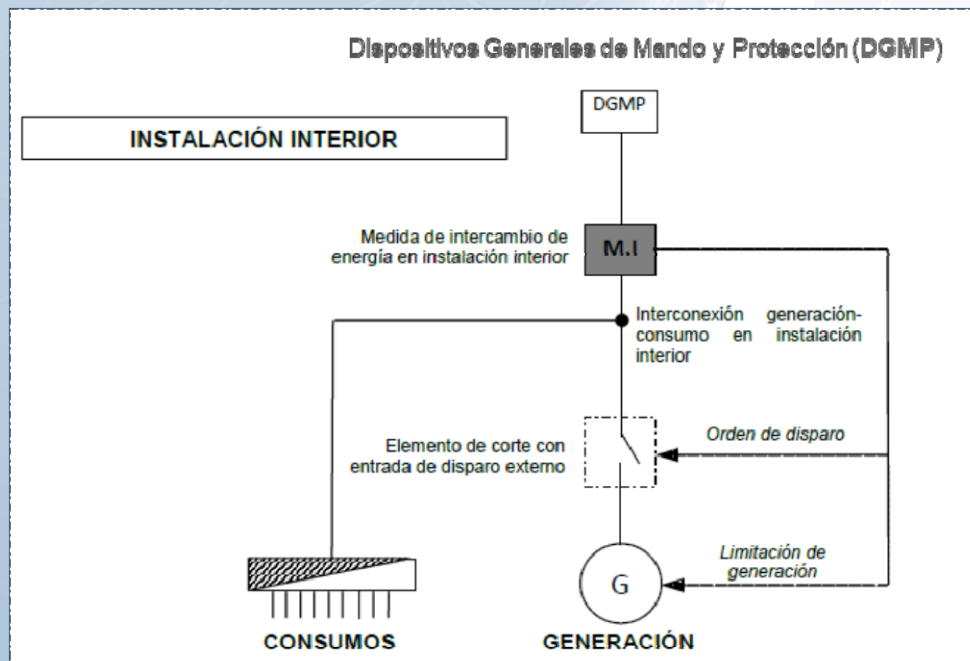 Dispositivos Generales de Mando y Protección (DGMP)
DGMP
INSTALACIÓN INTERIOR
Medida de intercambio de
energía en instalación interior
M.I
Interconexión generación-
consumo en instalación
interior
Elemento de corte con
entrada de disparo externo
Orden de disparo
Limitación de
generación
G
CONSUMOS
GENERACIÓN